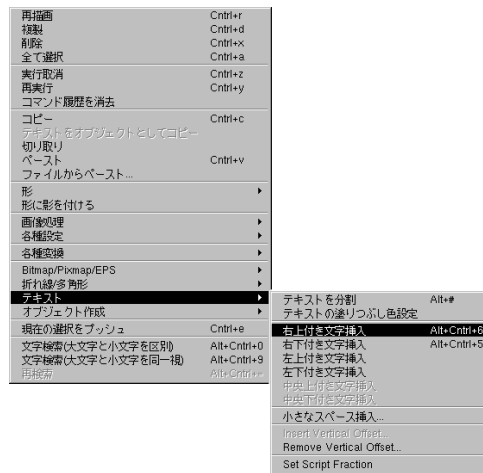 再描画 Cntrl+r
複製 Cntrl+d
削除 Cntrl+x
全て選択 Cntrl+a
実行取消 Cntrl+z
再実行 Cntrl+y
コマンド履歴を消去
コピー Cntrl+c
テキストをオブジェクトとしてコピー
切り取り
ペースト Cntrl+v
ファイルからペースト...
形
形に影を付ける
画像処理
各種設定
各種変換
Bitmap/Pixmap/EPS
折れ線/多角形
テキスト
オブジェクト作成
現在の選択をプッシュ Cntrl+e
文字検索(大文字と小文字を区別) Alt+Cntrl+0
文字検索(大文字と小文字を同一視) Alt+Cntrl+9
再検索 Alt+Cntrl+=
テキストを分割 Alt+#
テキストの塗りつぶし色設定
右上付き文字挿入 Alt+Cntrl+6
右下付き文字挿入 Alt+Cntrl+5
左上付き文字挿入
左下付き文字挿入
中央上付き文字挿入
中央下付き文字挿入
小さなスペース挿入...
Insert Vertical Offset...
Remove Vertical Offset...
Set Script Fraction